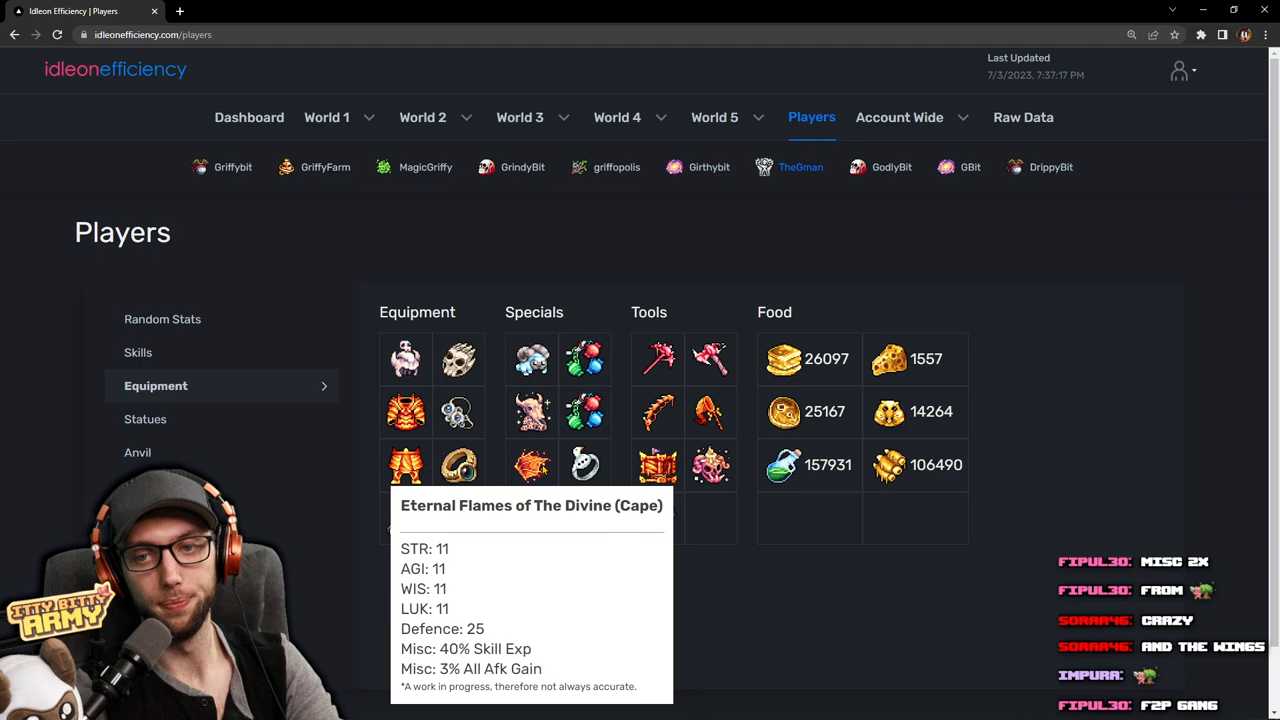 Idleon Efficiency | Players
idleonefficiency.com/players
idleonefficiency
Last Updated
7/3/2023, 7:37:17 PM
Dashboard World 1 World 2 World 3 World 4 World 5 Players Account Wide Raw Data
Griffybit GriffyFarm MagicGriffy GrindyBit griffopolis Girthybit TheGman GodlyBit GBit DrippyBit
Players
Random Stats
Skills
Equipment
Statues
Anvil
Equipment Specials Tools Food
26097 1557
25167 14264
157931 106490
Eternal Flames of The Divine (Cape)
STR: 11
AGI: 11
WIS: 11
LUK: 11
Defence: 25
Misc: 40% Skill Exp
Misc: 3% All Afk Gain
*A work in progress, therefore not always accurate.
ITTY BITTY
ARMY
FIPUL30: MISC 2X
FIPUL30: FROM
SORAA46: CRAZY
SORAA46: AND THE WINGS
IMPURA:
FIPUL30: F2P GANG